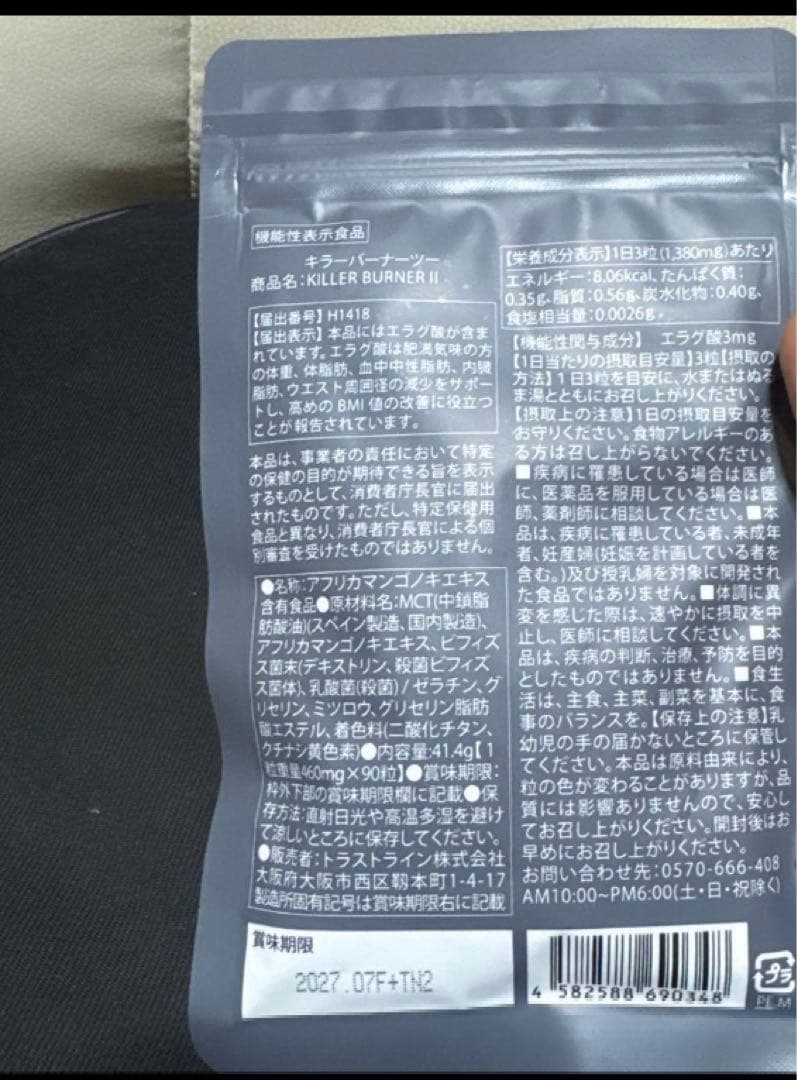 機能性表示食品
キラーバーナーツー
商品名:KILLER BURNER II
【届出番号】H1418
【届出表示】本品にはエラグ酸が含ま
れています。エラグ酸は肥満気味の方
の体重、体脂肪、血中中性脂肪、内臓
脂肪、ウエスト周囲径の減少をサポー
トし、高めのBMI値の改善に役立つ
ことが報告されています。
本品は、事業者の責任において特定
の保健の目的が期待できる旨を表示
するものとして、消費者庁長官に届出
されたものです。ただし、特定保健用
食品と異なり、消費者庁長官による個
別審査を受けたものではありません。
●名称:アフリカマンゴノキエキス
含有食品●原材料名:MCT(中鎖脂
肪酸油)(スペイン製造、国内製造)、
アフリカマンゴノキエキス、ビフィズ
ス菌末(デキストリン、殺菌ビフィズ
ス菌体)、乳酸菌(殺菌)/ゼラチン、グ
リセリン、ミツロウ、グリセリン脂肪
酸エステル、着色料(二酸化チタン、
クチナシ黄色素)●内容量:41.4g【1
粒重量460mg×90粒】●賞味期限:
枠外下部の賞味期限欄に記載●保
存方法:直射日光や高温多湿を避け
て涼しいところに保存してください。
●販売者:トラストライン株式会社
大阪府大阪市西区靱本町1-4-17
製造所固有記号は賞味期限右に記載
賞味期限
2027.07F+TN2
【栄養成分表示】1日3粒(1,380mg)あたり
エネルギー:8.06kcal、たんぱく質:
0.35g、脂質:0.56g、炭水化物:0.40g、
食塩相当量:0.0026g
【機能性関与成分】 エラグ酸3mg
【1日当たりの摂取目安量】3粒【摂取の
方法】1日3粒を目安に、水またはぬる
ま湯とともにお召し上がりください。
【摂取上の注意】1日の摂取目安量を
お守りください。食物アレルギーのあ
る方は召し上がらないでください。
■疾病に罹患している場合は医師
に、医薬品を服用している場合は医
師、薬剤師に相談してください。■本
品は、疾病に罹患している者、未成年
者、妊産婦(妊娠を計画している者を
含む。)及び授乳婦を対象に開発され
た食品ではありません。■体調に異
変を感じた際は、速やかに摂取を中
止し、医師に相談してください。■本
品は、疾病の判断、治療、予防を目的
としたものではありません。■食生
活は、主食、主菜、副菜を基本に、食
事のバランスを。【保存上の注意】乳
幼児の手の届かないところに保管し
てください。本品は原料由来により、
粒の色が変わることがありますが、品
質には影響ありませんので、安心し
てお召し上がりください。開封後はお
早めにお召し上がりください。
お問い合わせ先:0570-666-408
AM10:00~PM6:00(土・日・祝除く)
4 582588 690348
プラ
PE,M